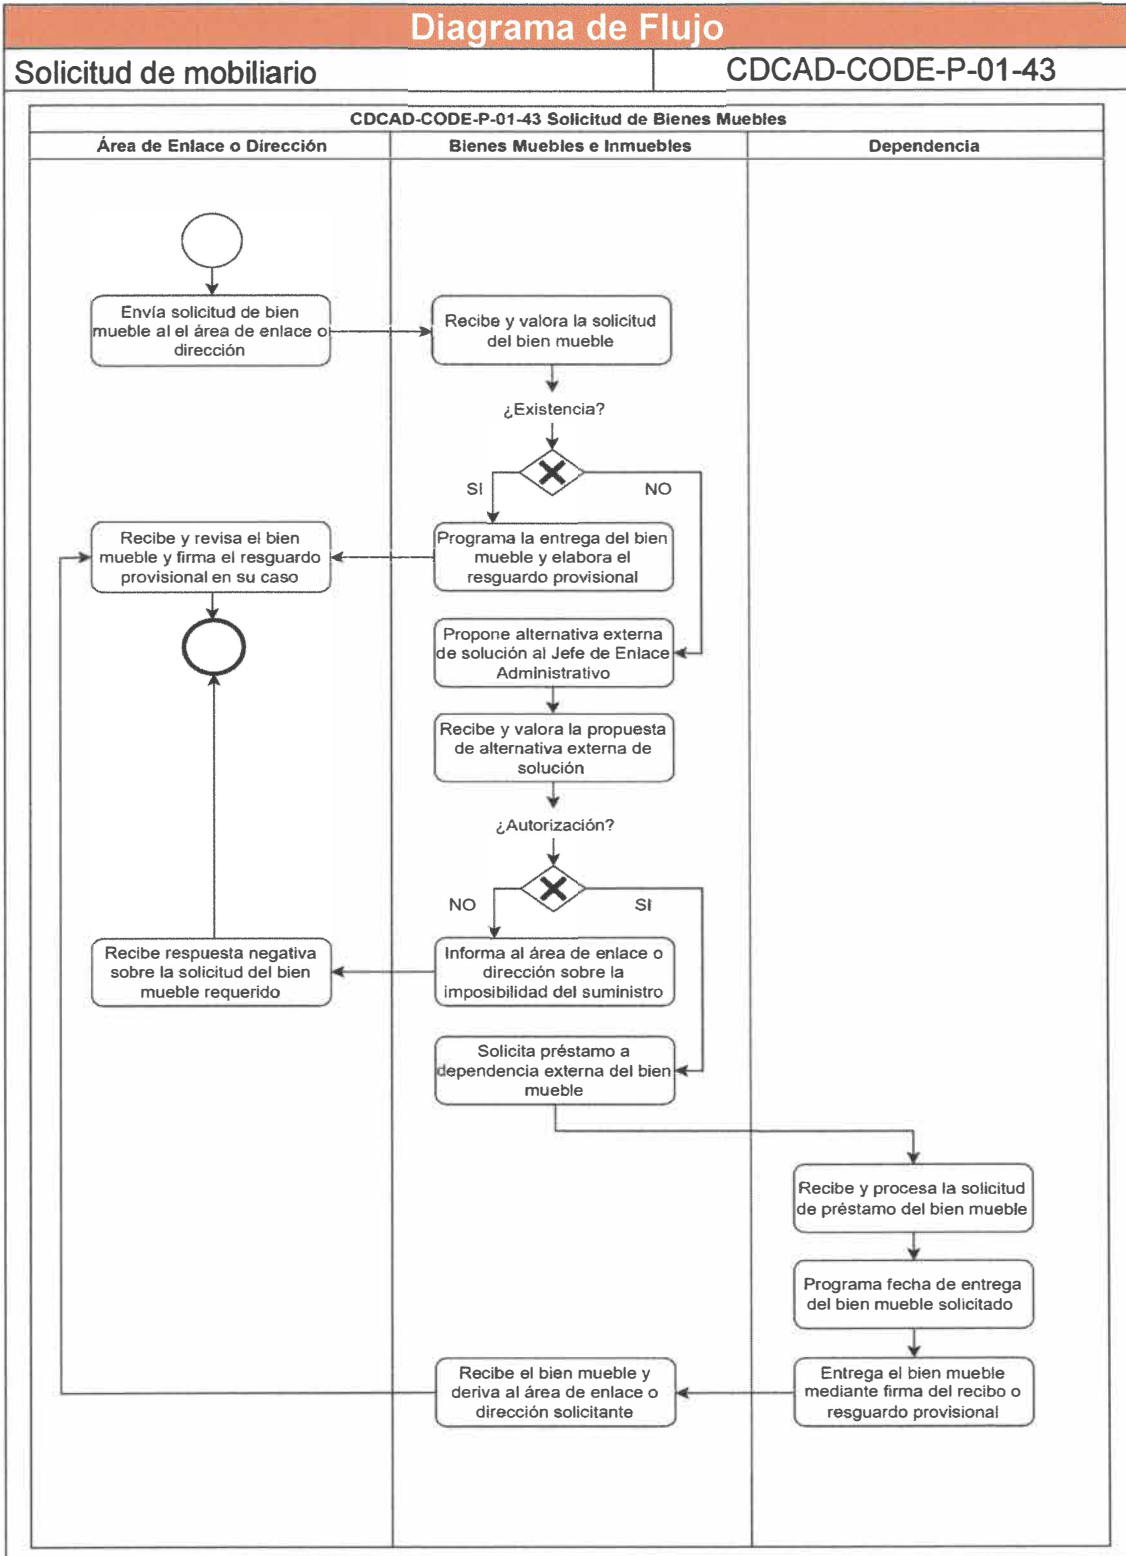 Diagrama de Flujo
Solicitud de mobiliario
CDCAD-CODE-P-01-43
CDCAD-CODE-P-01-43 Solicitud de Bienes Muebles
Área de Enlace o Dirección
Bienes Muebles e Inmuebles
Dependencia
Envía solicitud de bien
mueble al el área de enlace o
dirección
Recibe y valora la solicitud
del bien mueble
¿Existencia?
SI
NO
Recibe y revisa el bien
mueble y firma el resguardo
provisional en su caso
Programa la entrega del bien
mueble y elabora el
resguardo provisional
Propone alternativa externa
de solución al Jefe de Enlace
Administrativo
Recibe y valora la propuesta
de alternativa externa de
solución
¿Autorización?
NO
SI
Recibe respuesta negativa
sobre la solicitud del bien
mueble requerido
Informa al área de enlace o
dirección sobre la
imposibilidad del suministro
Solicita préstamo a
dependencia externa del bien
mueble
Recibe y procesa la solicitud
de préstamo del bien mueble
Programa fecha de entrega
del bien mueble solicitado
Recibe el bien mueble y
deriva al área de enlace o
dirección solicitante
Entrega el bien mueble
mediante firma del recibo o
resguardo provisional